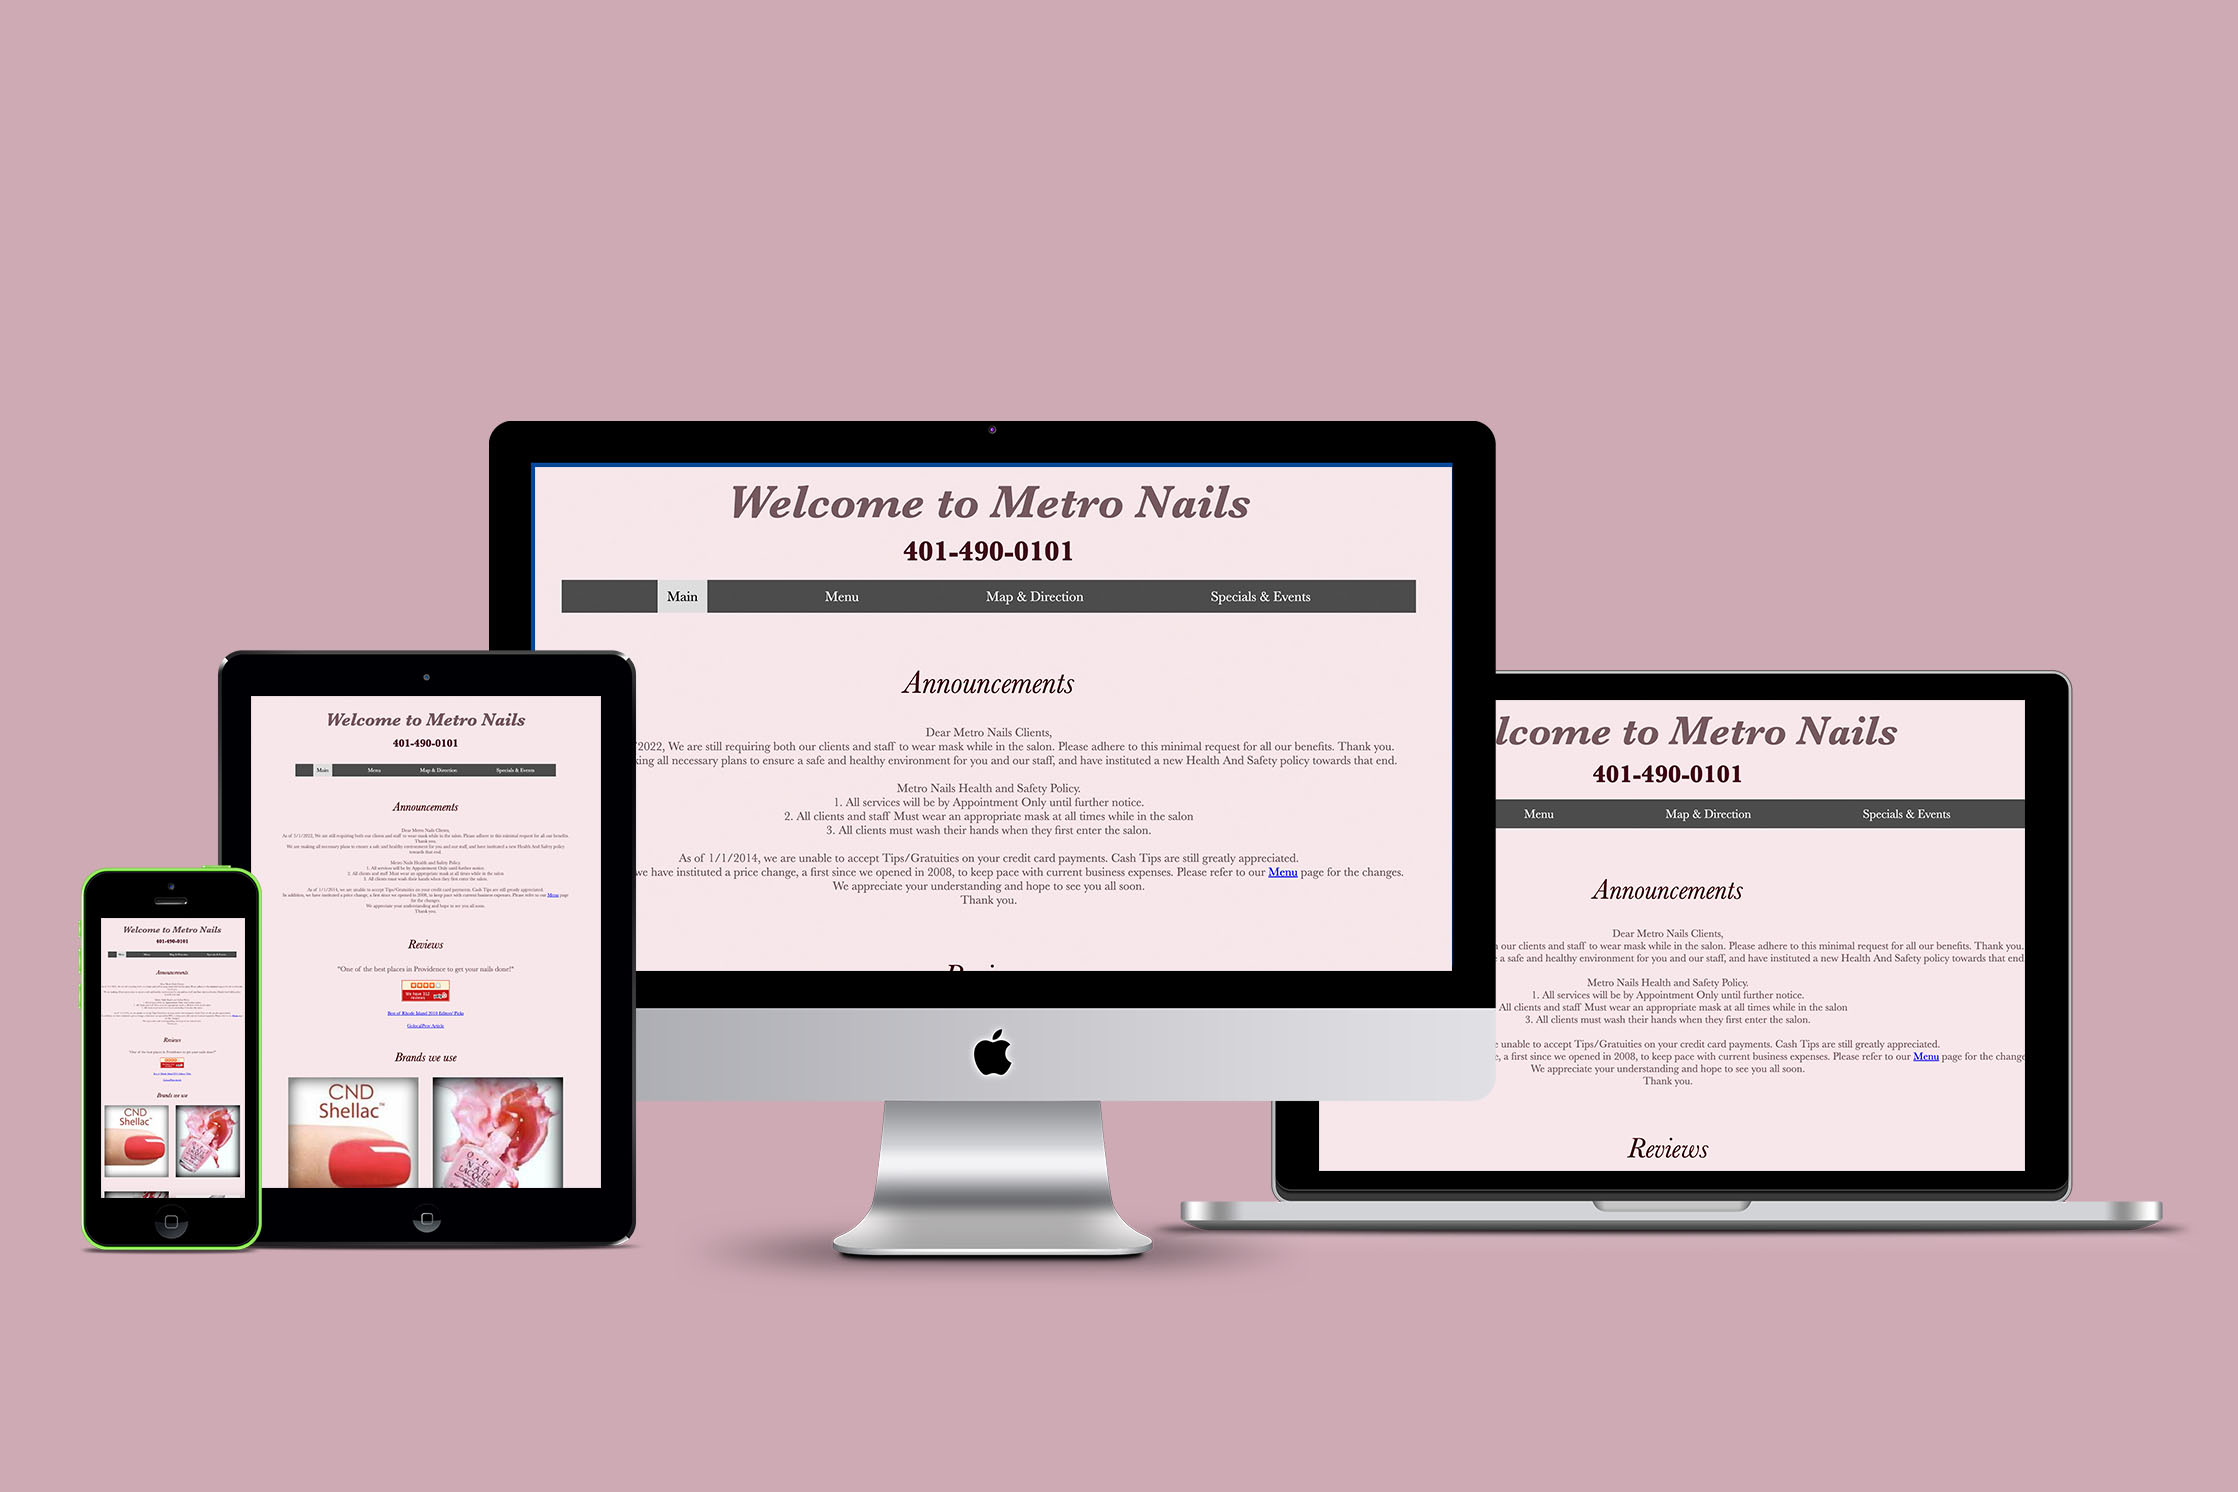 Welcome to Metro Nails
401-490-0101
Main Menu Map & Direction Specials & Events
Announcements
Dear Metro Nails Clients,
/2022, We are still requiring both our clients and staff to wear mask while in the salon. Please adhere to this minimal request for all our benefits. Thank you.
king all necessary plans to ensure a safe and healthy environment for you and our staff, and have instituted a new Health And Safety policy towards that end.
Metro Nails Health and Safety Policy.
1. All services will be by Appointment Only until further notice.
2. All clients and staff Must wear an appropriate mask at all times while in the salon
3. All clients must wash their hands when they first enter the salon.
As of 1/1/2014, we are unable to accept Tips/Gratuities on your credit card payments. Cash Tips are still greatly appreciated.
we have instituted a price change, a first since we opened in 2008, to keep pace with current business expenses. Please refer to our Menu page for the changes.
We appreciate your understanding and hope to see you all soon.
Thank you.
Welcome to Metro Nails
401-490-0101
Main Menu Map & Direction Specials & Events
Announcements
Dear Metro Nails Clients,
As of 3/1/2022, We are still requiring both our clients and staff to wear mask while in the salon. Please adhere to this minimal request for all our benefits.
Thank you.
We are making all necessary plans to ensure a safe and healthy environment for you and our staff, and have instituted a new Health And Safety policy
towards that end.
Metro Nails Health and Safety Policy.
1. All services will be by Appointment Only until further notice.
2. All clients and staff Must wear an appropriate mask at all times while in the salon
3. All clients must wash their hands when they first enter the salon.
As of 1/1/2014, we are unable to accept Tips/Gratuities on your credit card payments. Cash Tips are still greatly appreciated.
In addition, we have instituted a price change, a first since we opened in 2008, to keep pace with current business expenses. Please refer to our Menu page
for the changes.
We appreciate your understanding and hope to see you all soon.
Thank you.
Reviews
"One of the best places in Providence to get your nails done!"
We have 312
reviews
Best of Rhode Island 2010 Editors' Picks
GolocalProv Article
Brands we use
CND
Shellac™
O·P·I
NAIL
LACQUER
Welcome to Metro Nails
401-490-0101
Announcements
Reviews
"One of the best places in Providence to get your nails done!"
Brands we use
CND
Shellac™
lcome to Metro Nails
401-490-0101
Menu Map & Direction Specials & Events
Announcements
Dear Metro Nails Clients,
our clients and staff to wear mask while in the salon. Please adhere to this minimal request for all our benefits. Thank you.
a safe and healthy environment for you and our staff, and have instituted a new Health And Safety policy towards that end
Metro Nails Health and Safety Policy.
1. All services will be by Appointment Only until further notice.
All clients and staff Must wear an appropriate mask at all times while in the salon
3. All clients must wash their hands when they first enter the salon.
unable to accept Tips/Gratuities on your credit card payments. Cash Tips are still greatly appreciated.
, a first since we opened in 2008, to keep pace with current business expenses. Please refer to our Menu page for the change
We appreciate your understanding and hope to see you all soon.
Thank you.
Reviews